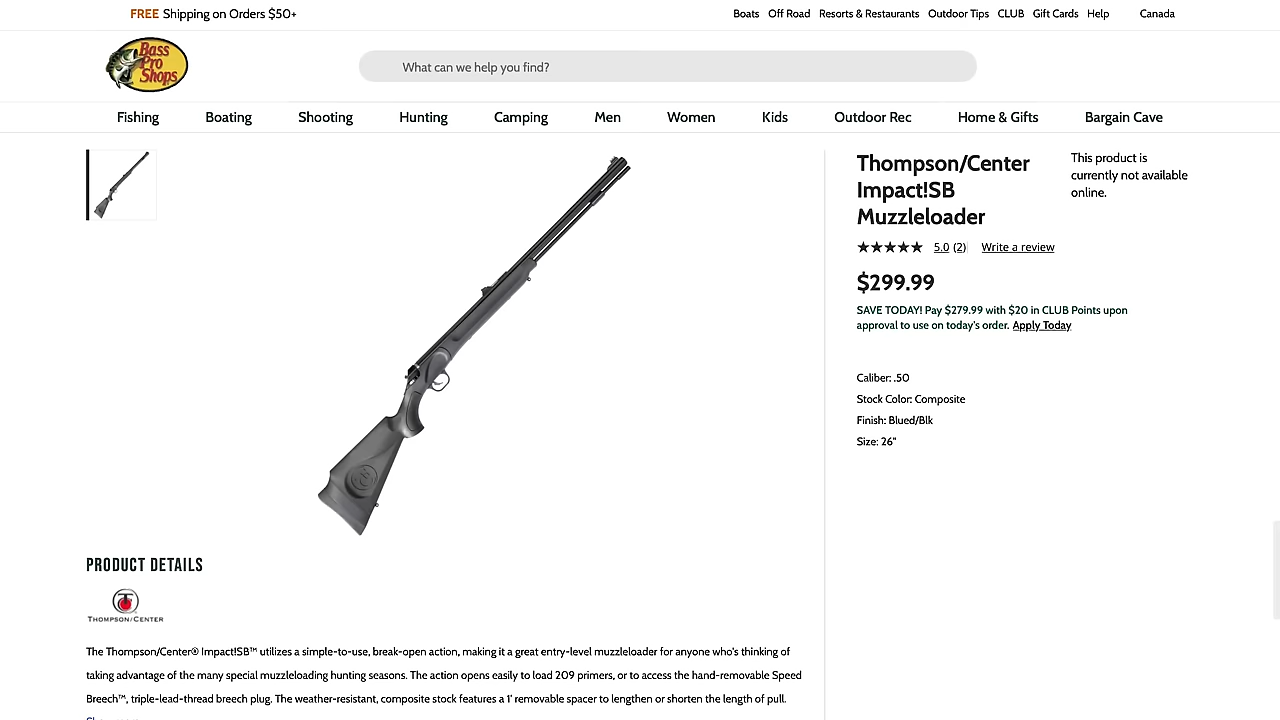 FREE Shipping on Orders $50+
Boats Off Road Resorts & Restaurants Outdoor Tips CLUB Gift Cards Help Canada
Bass
Pro
Shops
What can we help you find?
Fishing Boating Shooting Hunting Camping Men Women Kids Outdoor Rec Home & Gifts Bargain Cave
Thompson/Center
Impact!SB
Muzzleloader
This product is
currently not available
online.
5.0 (2) Write a review
$299.99
SAVE TODAY! Pay $279.99 with $20 in CLUB Points upon
approval to use on today's order. Apply Today
Caliber: .50
Stock Color: Composite
Finish: Blued/Blk
Size: 26"
PRODUCT DETAILS
THOMPSON/CENTER
The Thompson/Center® Impact!SB™ utilizes a simple-to-use, break-open action, making it a great entry-level muzzleloader for anyone who's thinking of
taking advantage of the many special muzzleloading hunting seasons. The action opens easily to load 209 primers, or to access the hand-removable Speed
Breech™, triple-lead-thread breech plug. The weather-resistant, composite stock features a 1' removable spacer to lengthen or shorten the length of pull.